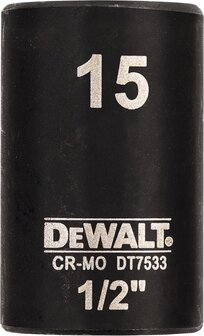 15
DEWALT®
CR-MO DT7533
1/2"